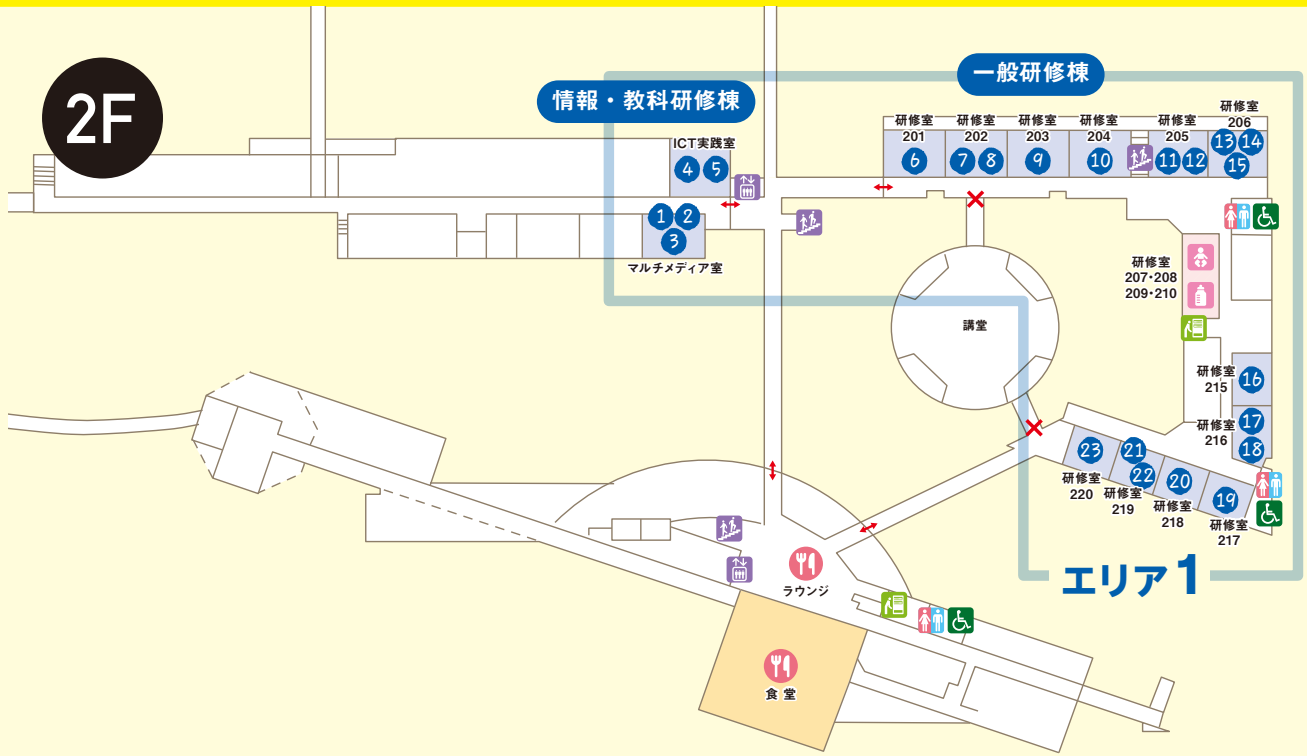 2F
情報・教科研修棟
一般研修棟
ICT実践室
4 5
1 2
3
マルチメディア室
研修室
201
6
研修室
202
7 8
研修室
203
9
研修室
204
10
研修室
205
11 12
研修室
206
13 14
15
研修室
207・208
209・210
講堂
研修室
215
16
研修室
216
17
18
23
研修室
220
21
22
研修室
219
20
研修室
218
19
研修室
217
エリア1
ラウンジ
食堂